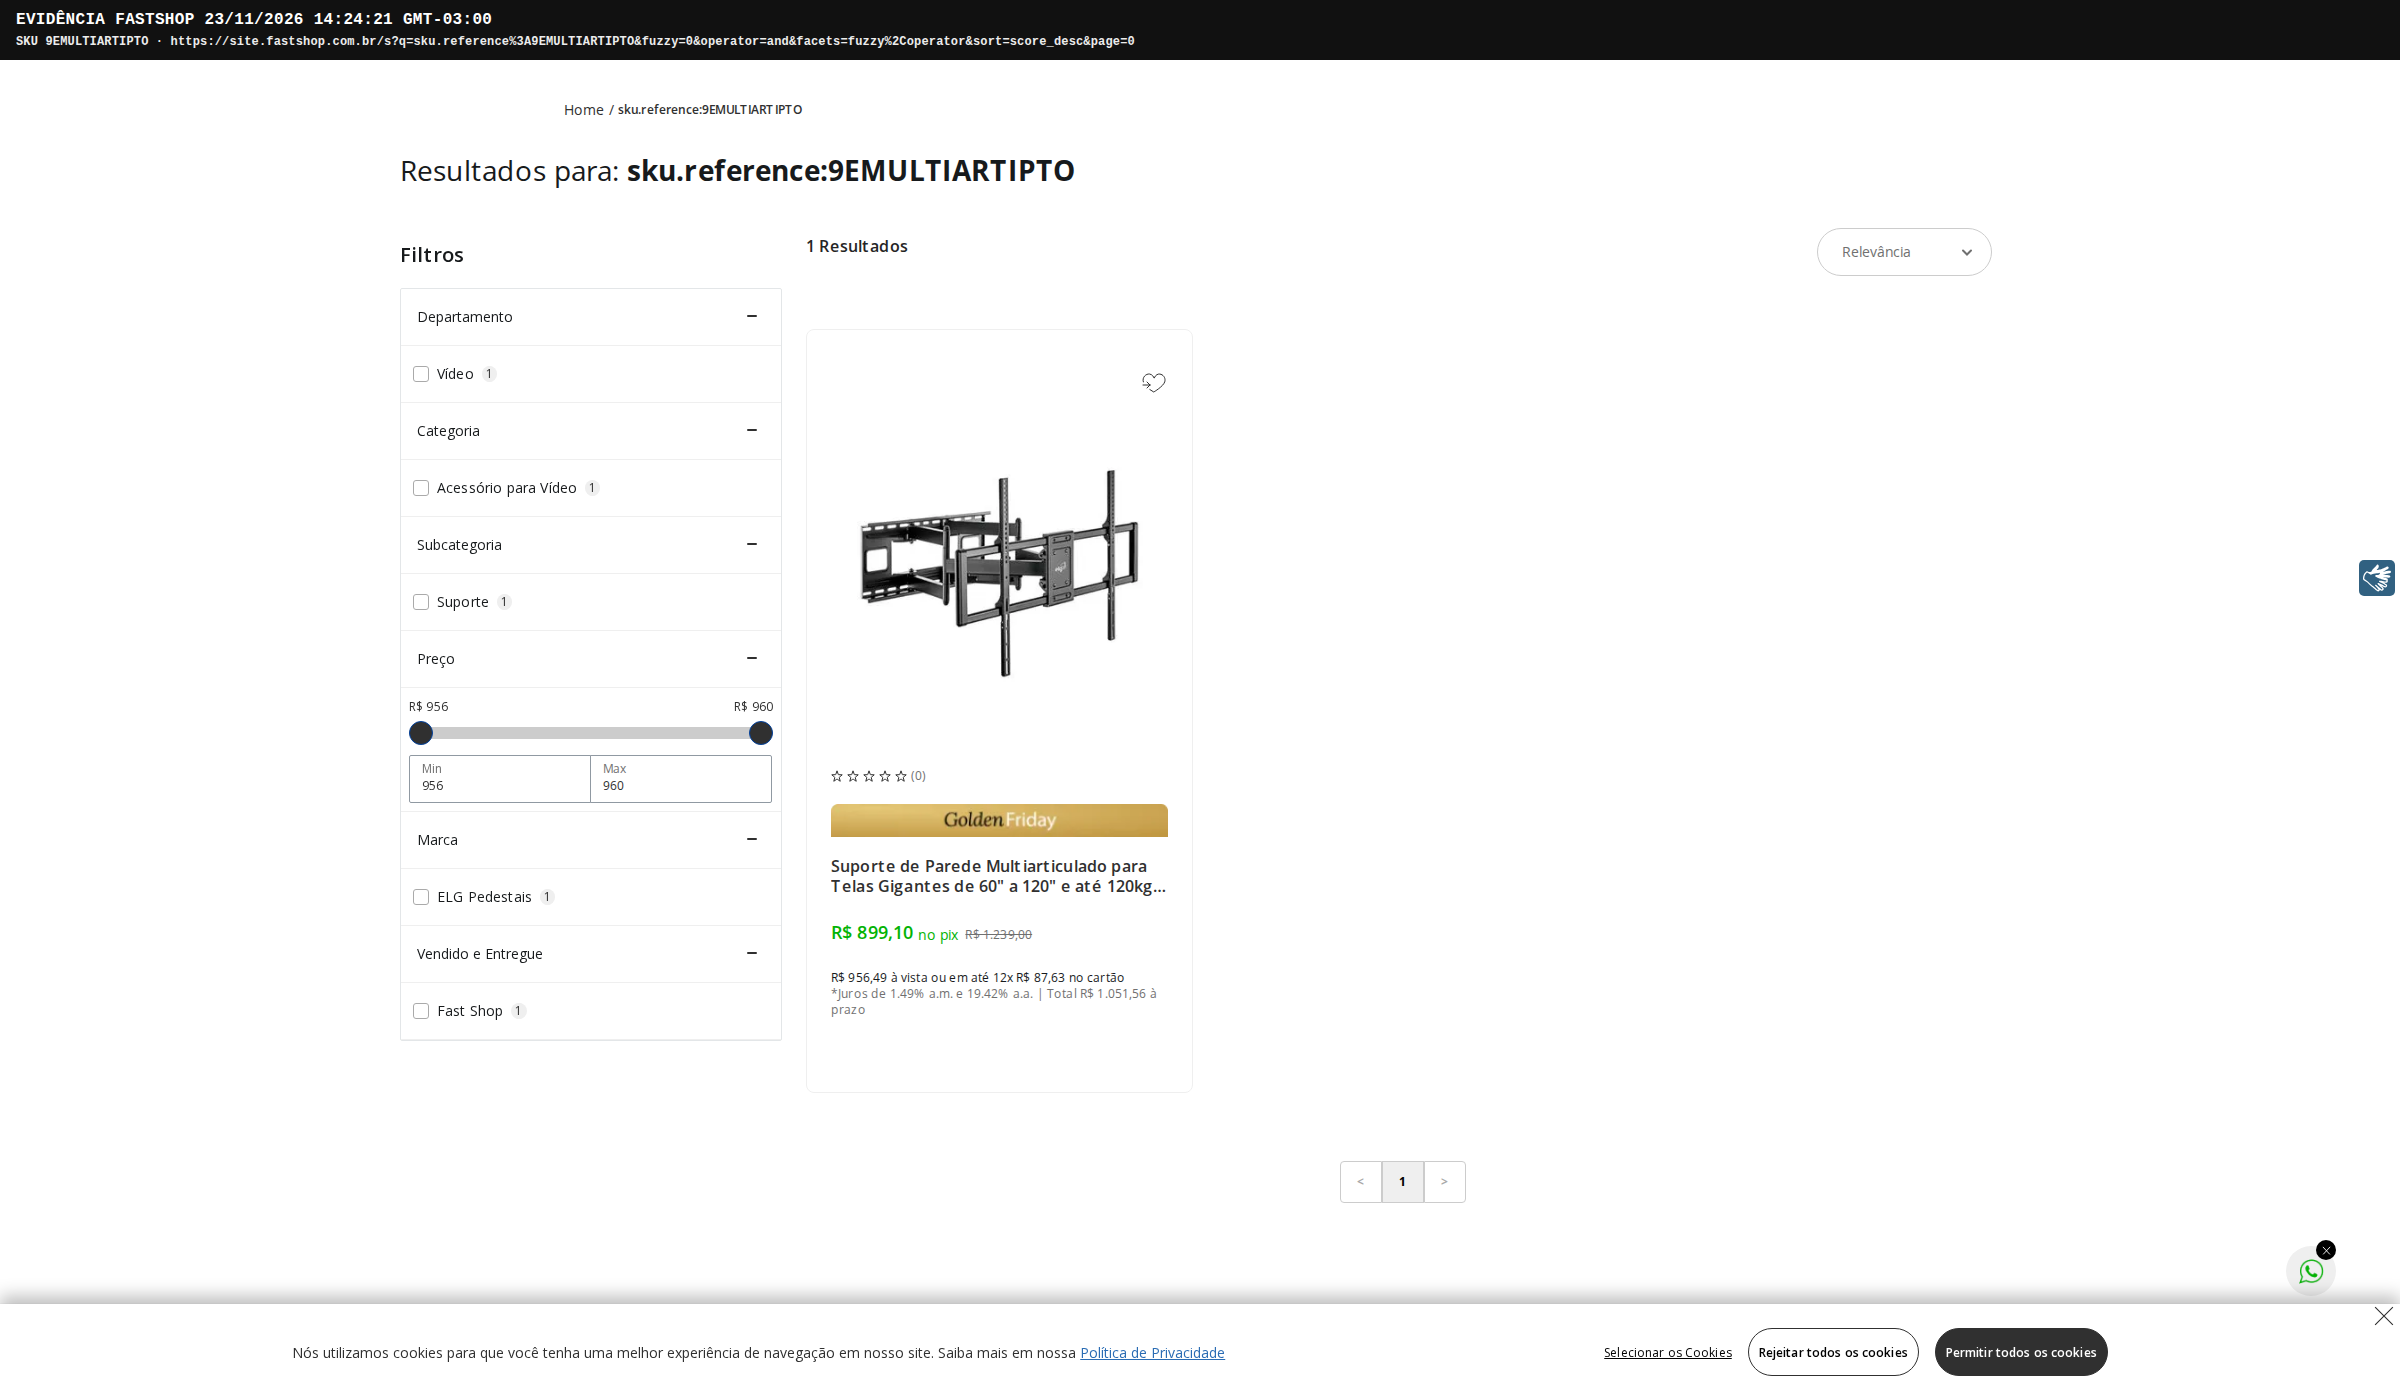 EVIDÊNCIA FASTSHOP 23/11/2026 14:24:21 GMT-03:00
SKU 9EMULTIARTIPTO · https://site.fastshop.com.br/s?q=sku.reference%3A9EMULTIARTIPTO&fuzzy=0&operator=and&facets=fuzzy%2Coperator&sort=score_desc&page=0
Home / sku.reference:9EMULTIARTIPTO
Resultados para: sku.reference:9EMULTIARTIPTO
Filtros
1 Resultados
Relevância
Departamento
Vídeo 1
Categoria
Acessório para Vídeo 1
Subcategoria
Suporte 1
Preço
R$ 956 R$ 960
Min Max
956 960
Marca
ELG Pedestais 1
Vendido e Entregue
Fast Shop 1
(0)
Golden Friday
Suporte de Parede Multiarticulado para
Telas Gigantes de 60" a 120" e até 120kg...
R$ 899,10 no pix R$ 1.239,00
R$ 956,49 à vista ou em até 12x R$ 87,63 no cartão
*Juros de 1.49% a.m. e 19.42% a.a. | Total R$ 1.051,56 à
prazo
< 1 >
Nós utilizamos cookies para que você tenha uma melhor experiência de navegação em nosso site. Saiba mais em nossa Política de Privacidade
Selecionar os Cookies
Rejeitar todos os cookies
Permitir todos os cookies